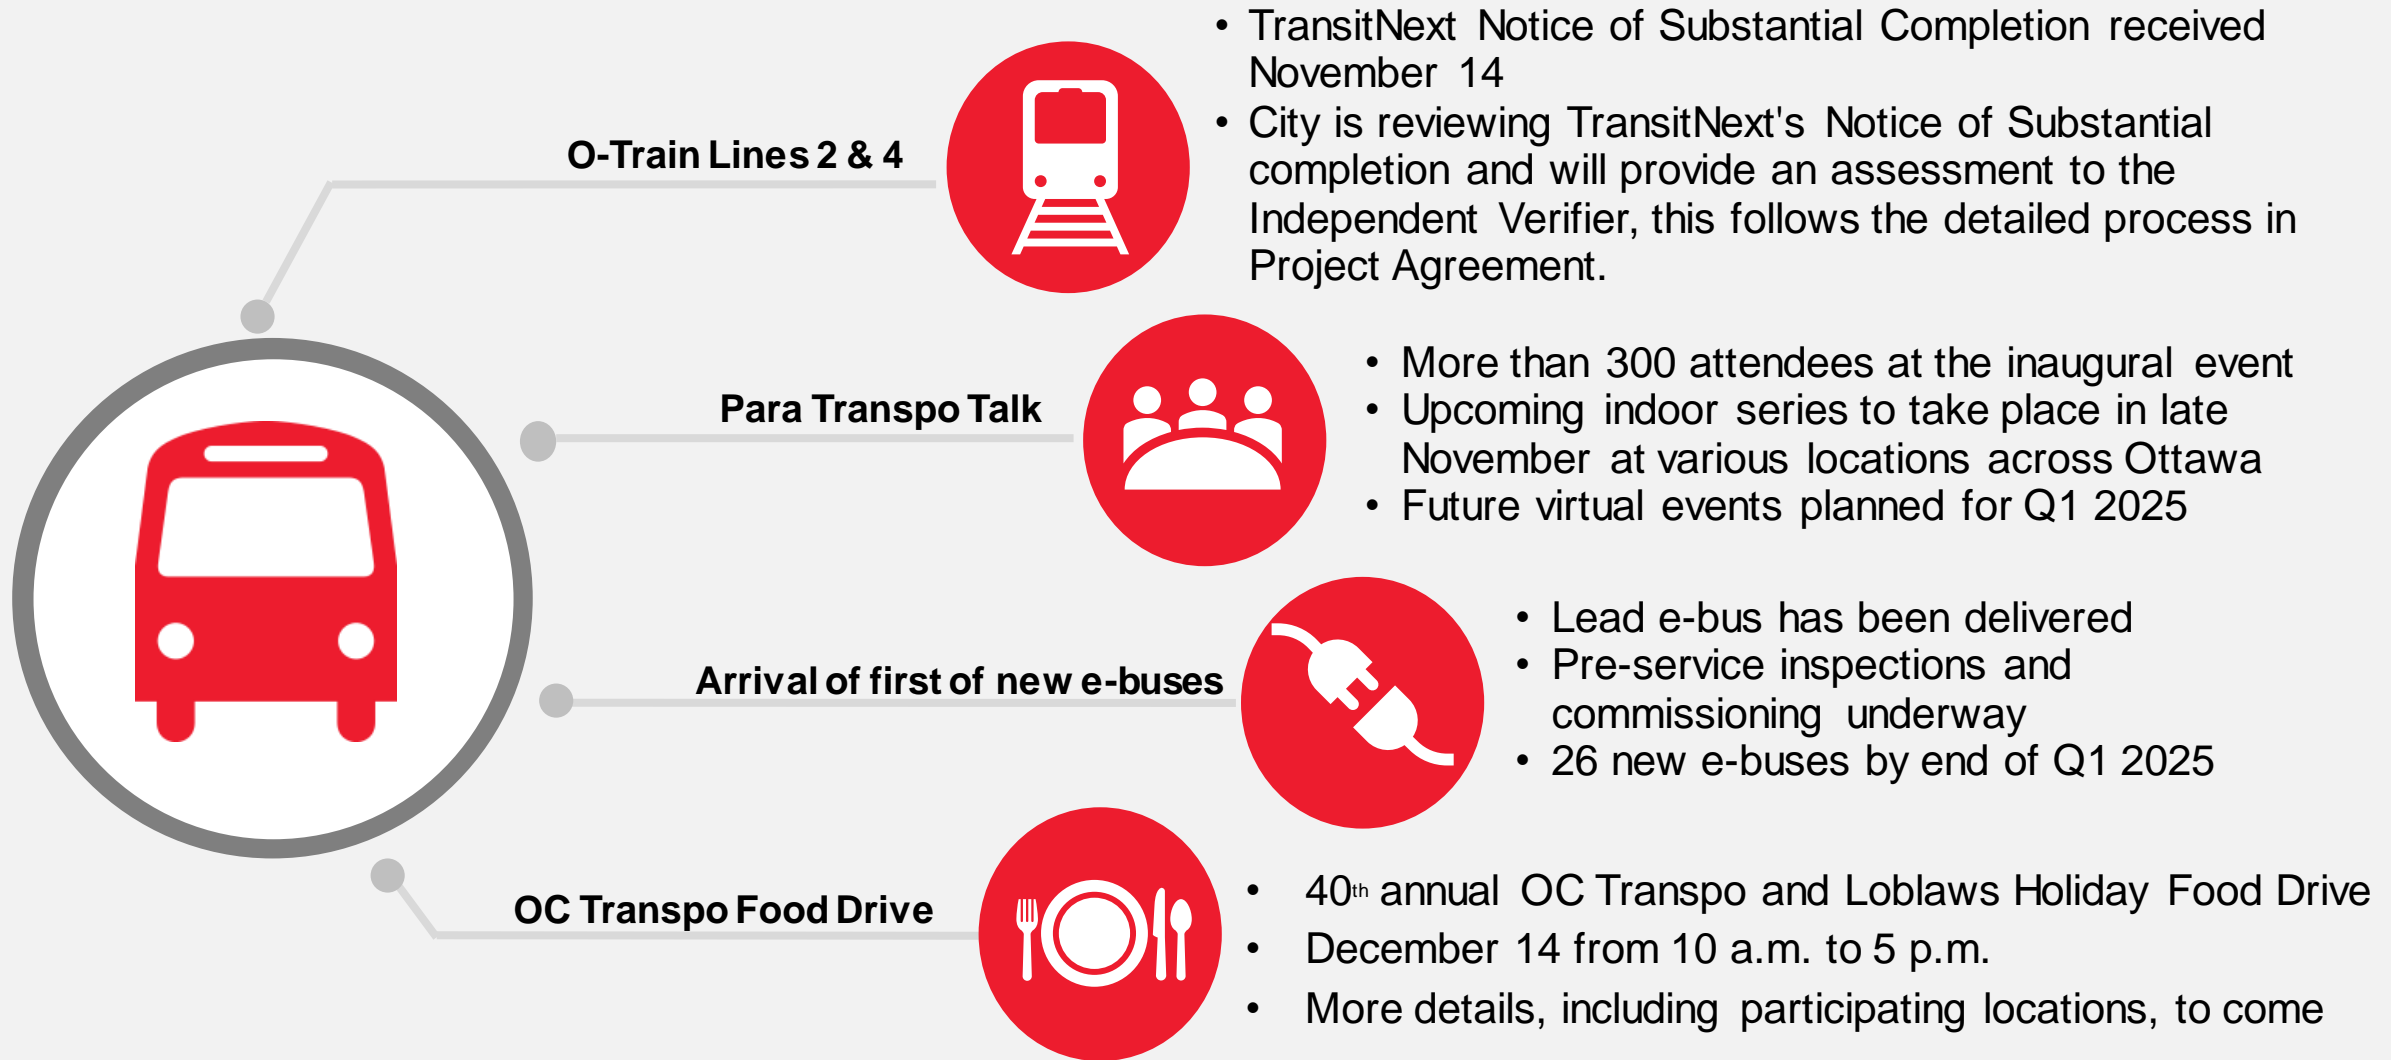 O-Train Lines 2 & 4
• TransitNext Notice of Substantial Completion received
November 14
• City is reviewing TransitNext's Notice of Substantial
completion and will provide an assessment to the
Independent Verifier, this follows the detailed process in
Project Agreement.
Para Transpo Talk
• More than 300 attendees at the inaugural event
• Upcoming indoor series to take place in late
November at various locations across Ottawa
• Future virtual events planned for Q1 2025
Arrival of first of new e-buses
• Lead e-bus has been delivered
• Pre-service inspections and
commissioning underway
• 26 new e-buses by end of Q1 2025
OC Transpo Food Drive
• 40th annual OC Transpo and Loblaws Holiday Food Drive
• December 14 from 10 a.m. to 5 p.m.
• More details, including participating locations, to come